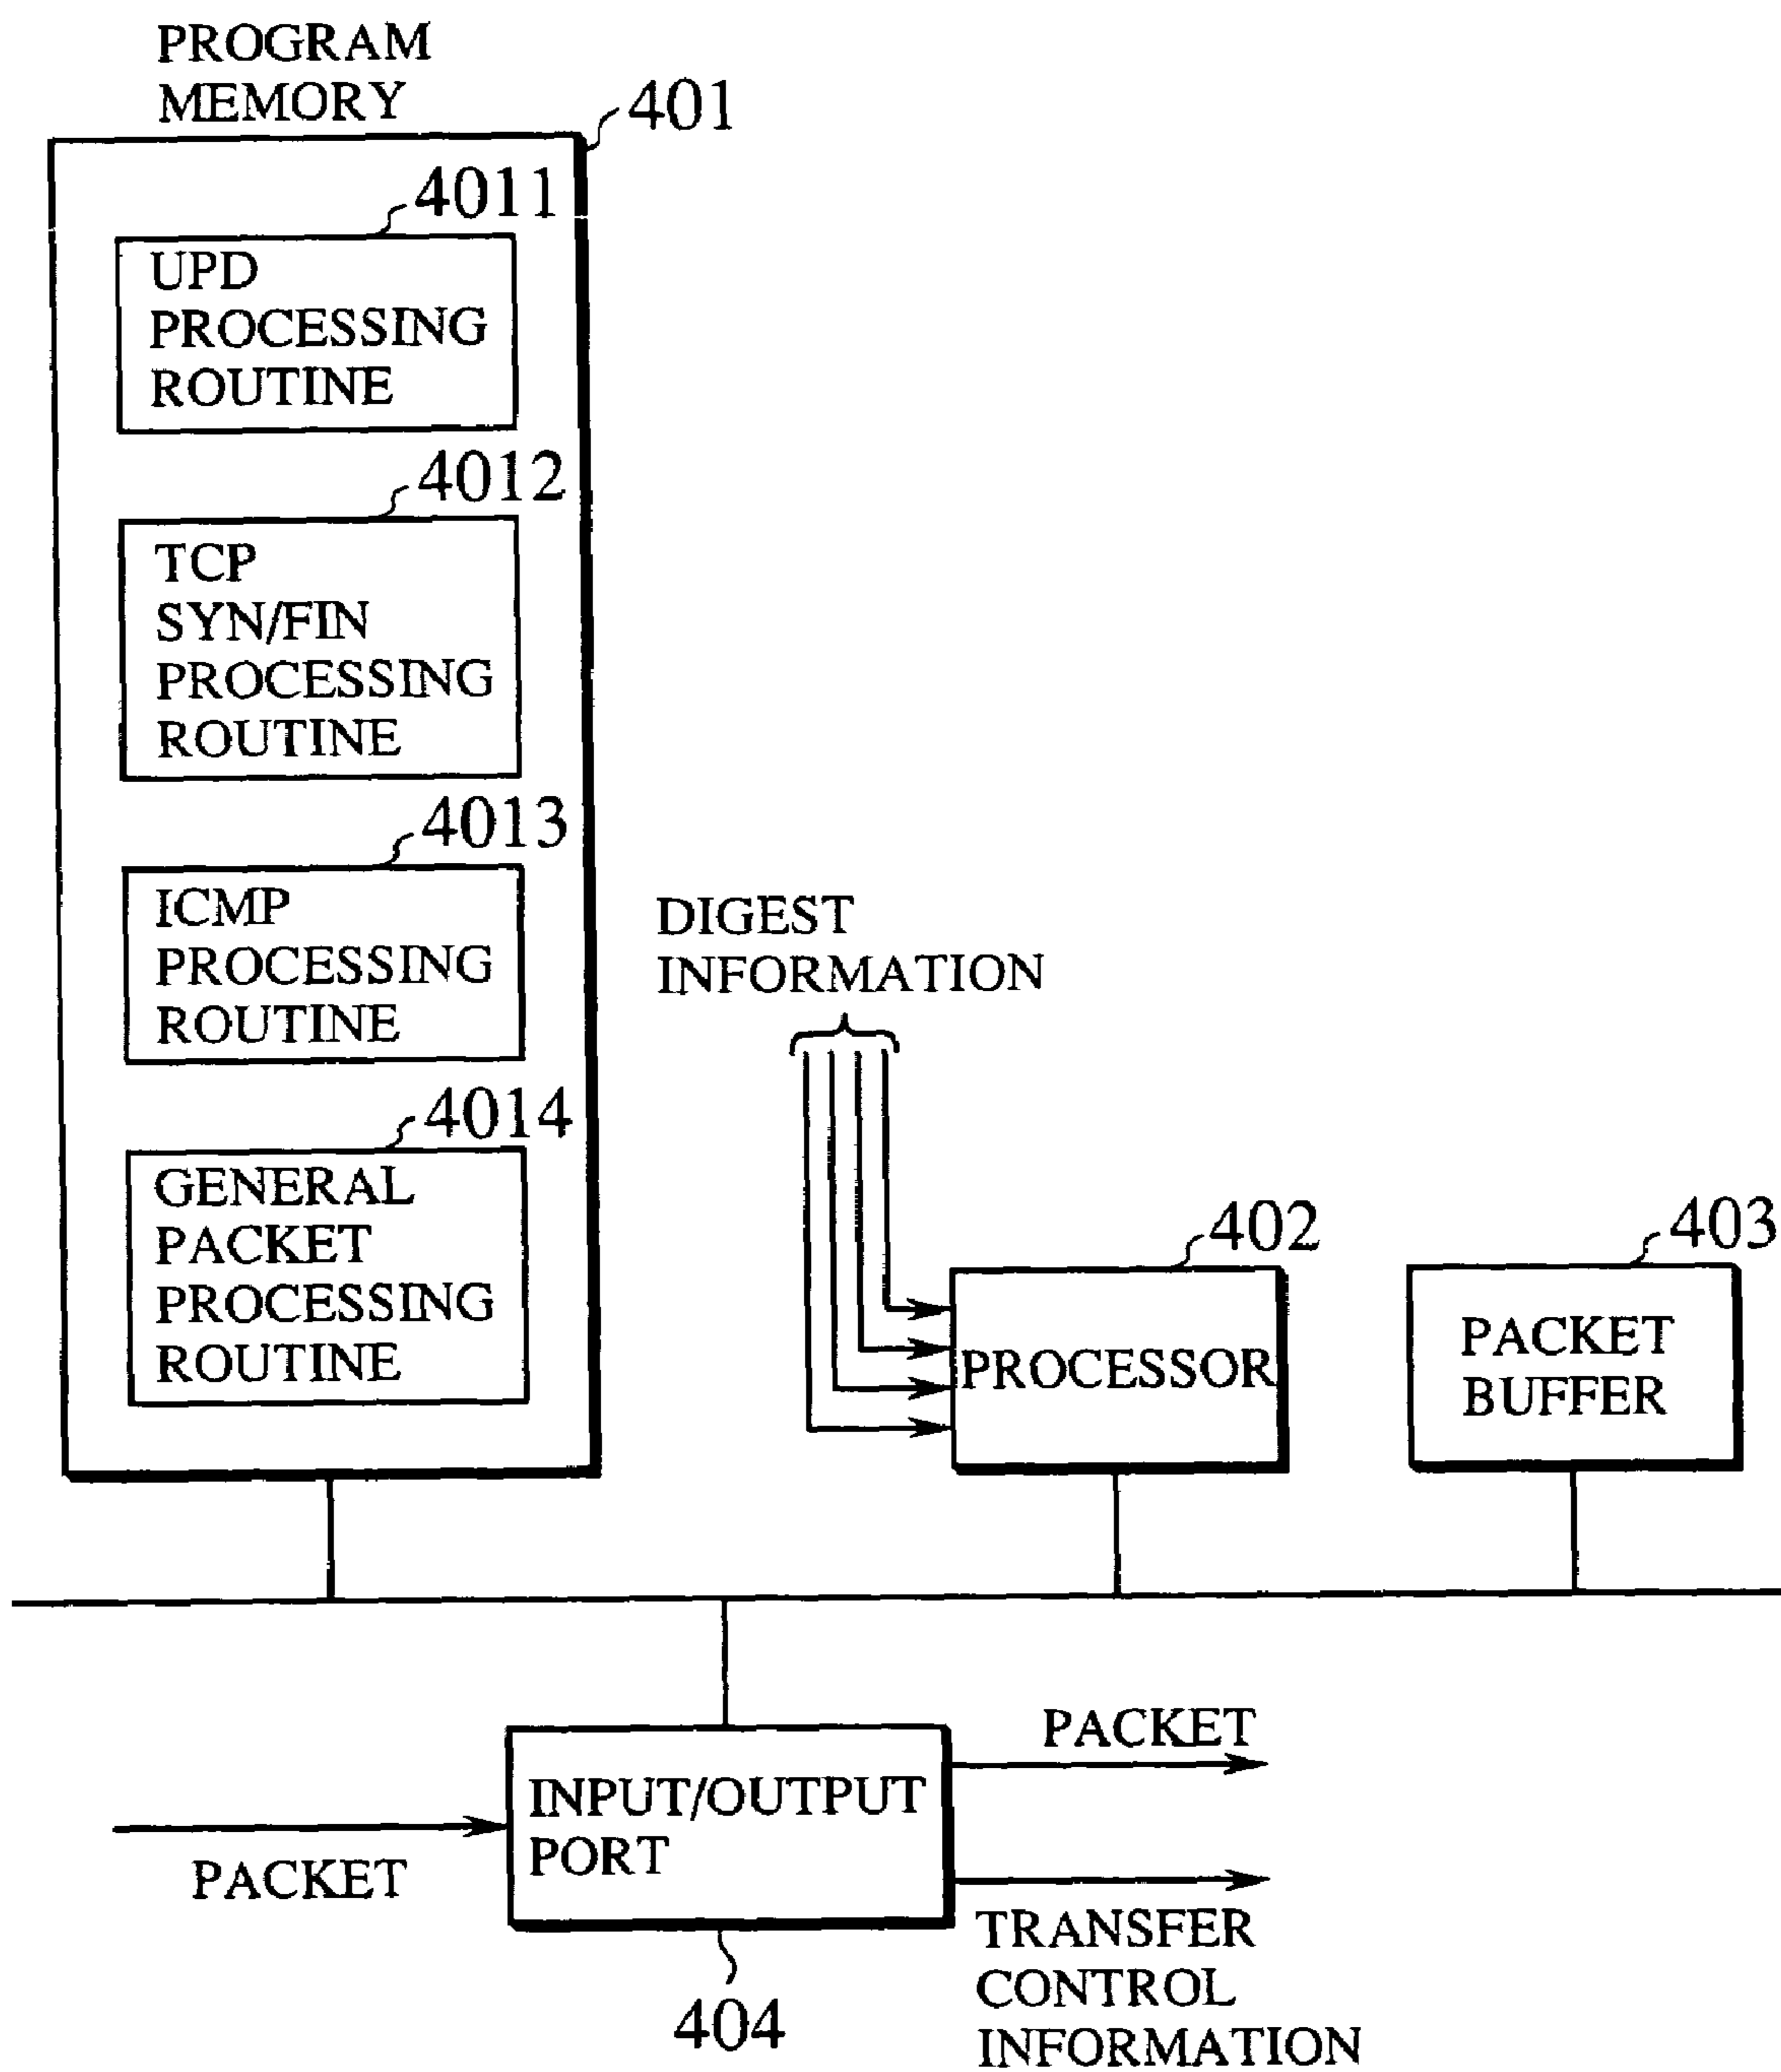 PROGRAM
MEMORY
401
4011
UPD
PROCESSING
ROUTINE
4012
TCP
SYN/FIN
PROCESSING
ROUTINE
4013
ICMP
PROCESSING
ROUTINE
4014
GENERAL
PACKET
PROCESSING
ROUTINE
DIGEST
INFORMATION
402
PROCESSOR
403
PACKET
BUFFER
PACKET
INPUT/OUTPUT
PORT
404
PACKET
TRANSFER
CONTROL
INFORMATION